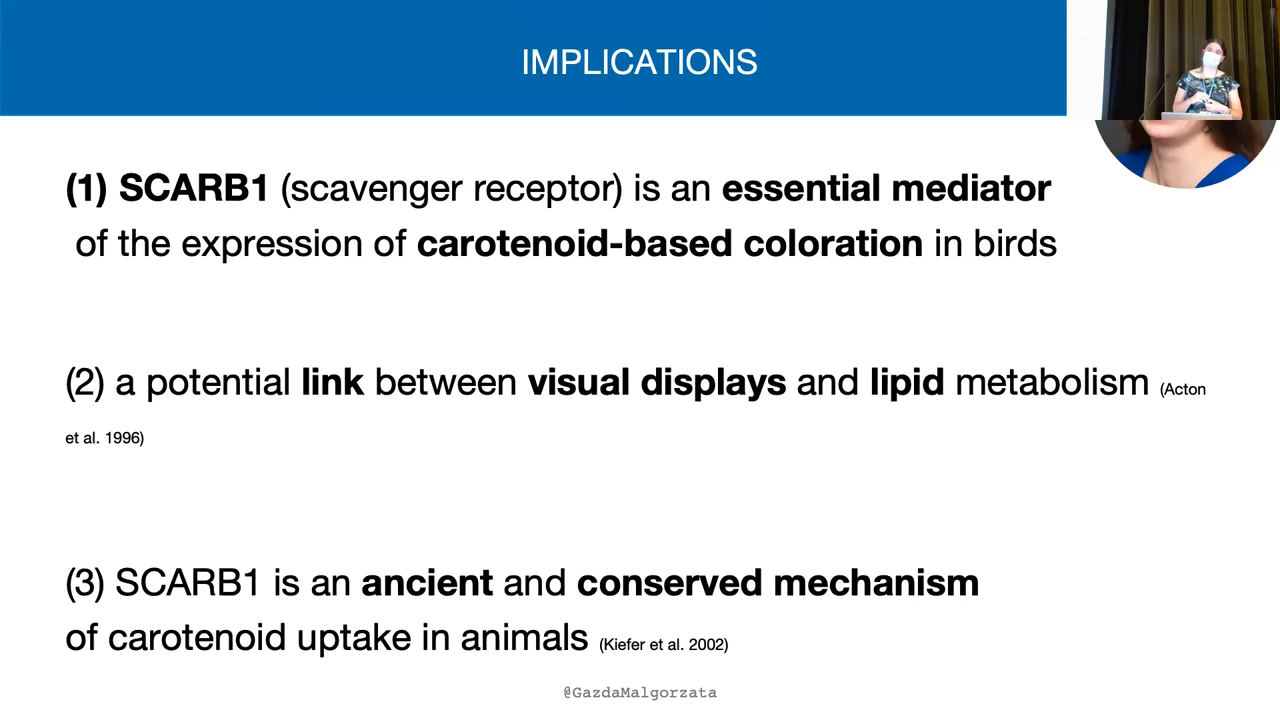 IMPLICATIONS
(1) SCARB1 (scavenger receptor) is an essential mediator
of the expression of carotenoid-based coloration in birds
(2) a potential link between visual displays and lipid metabolism (Acton
et al. 1996)
(3) SCARB1 is an ancient and conserved mechanism
of carotenoid uptake in animals (Kiefer et al. 2002)
@GazdaMalgorzata